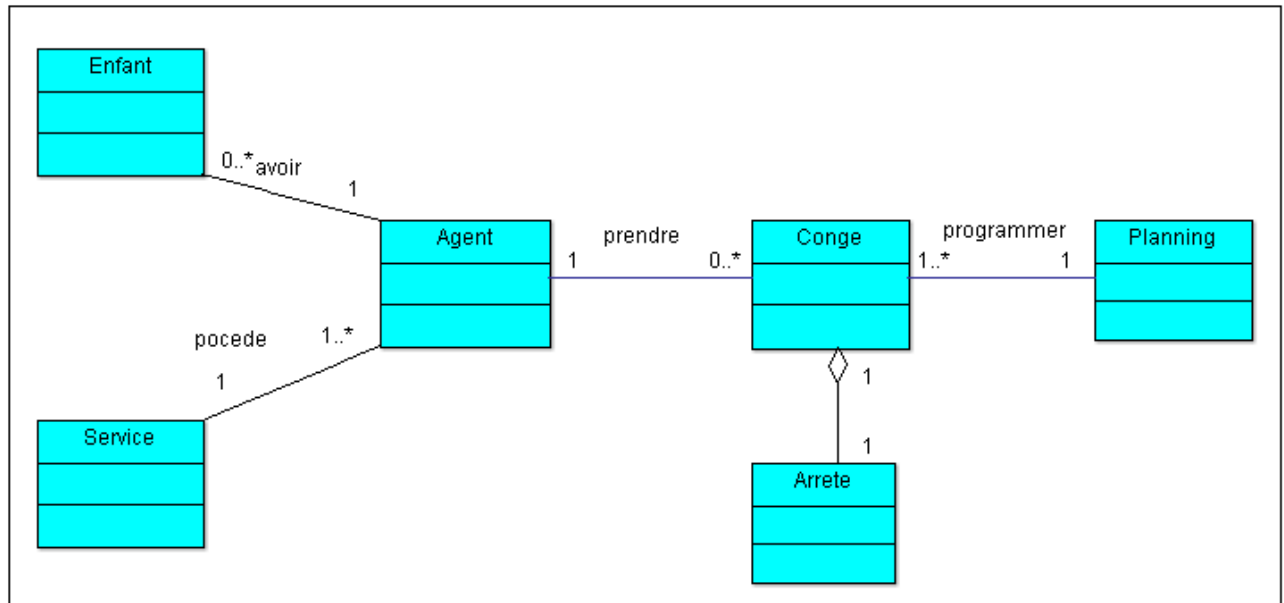 Enfant
0..* avoir 1
Agent
prendre
1 0..*
Conge
programmer
1..* 1
Planning
pocede 1..*
1
Service
1
1
Arrete